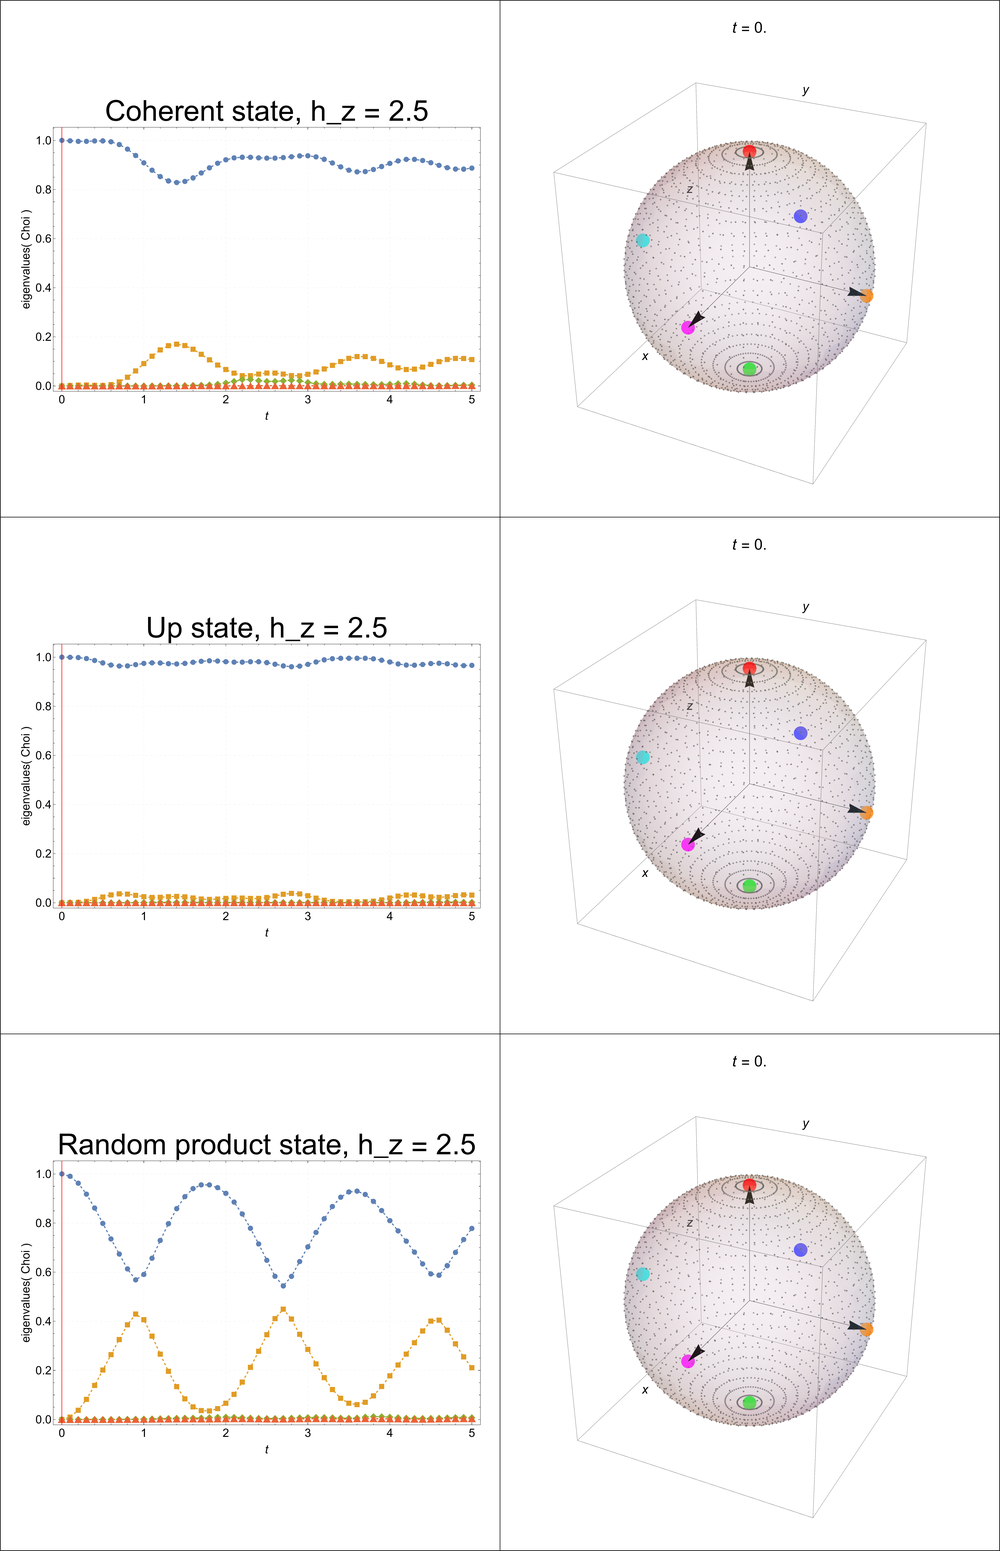 Coherent state, h_z = 2.5
eigenvalues( Choi )
1.0
0.8
0.6
0.4
0.2
0.0
0 1 2 3 4 5
t
t = 0.
y
z
x
Up state, h_z = 2.5
eigenvalues( Choi )
1.0
0.8
0.6
0.4
0.2
0.0
0 1 2 3 4 5
t
t = 0.
y
z
x
Random product state, h_z = 2.5
eigenvalues( Choi )
1.0
0.8
0.6
0.4
0.2
0.0
0 1 2 3 4 5
t
t = 0.
y
z
x